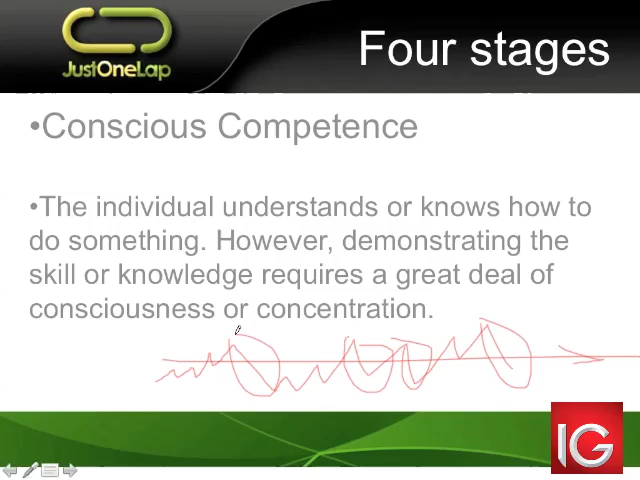 JustOneLap
Four stages
•Conscious Competence
•The individual understands or knows how to
do something. However, demonstrating the
skill or knowledge requires a great deal of
consciousness or concentration.
IG